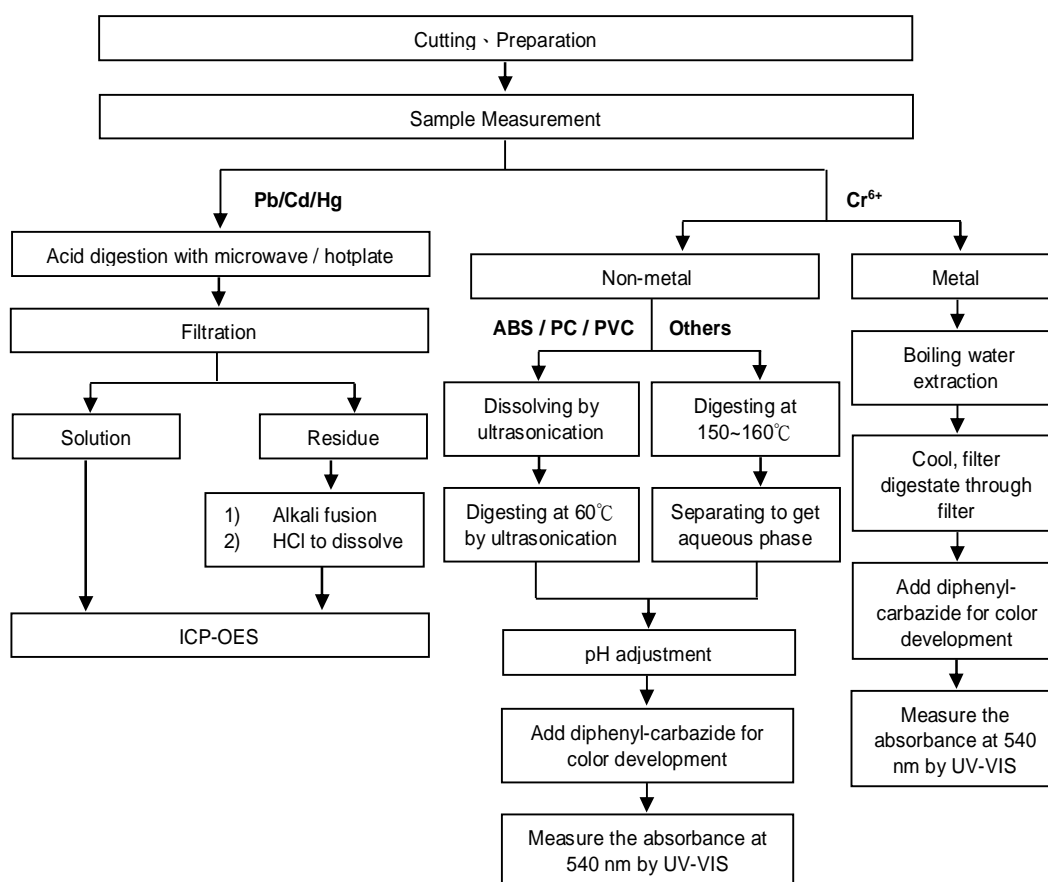 Cutting、Preparation
Sample Measurement
Pb/Cd/Hg
Cr⁶⁺
Acid digestion with microwave / hotplate
Filtration
Solution
Residue
1) Alkali fusion
2) HCl to dissolve
ICP-OES
Non-metal
ABS / PC / PVC
Others
Dissolving by
ultrasonication
Digesting at
150~160℃
Digesting at 60℃
by ultrasonication
Separating to get
aqueous phase
pH adjustment
Add diphenyl-carbazide for
color development
Measure the absorbance at
540 nm by UV-VIS
Metal
Boiling water
extraction
Cool, filter
digestate through
filter
Add diphenyl-
carbazide for color
development
Measure the
absorbance at 540
nm by UV-VIS